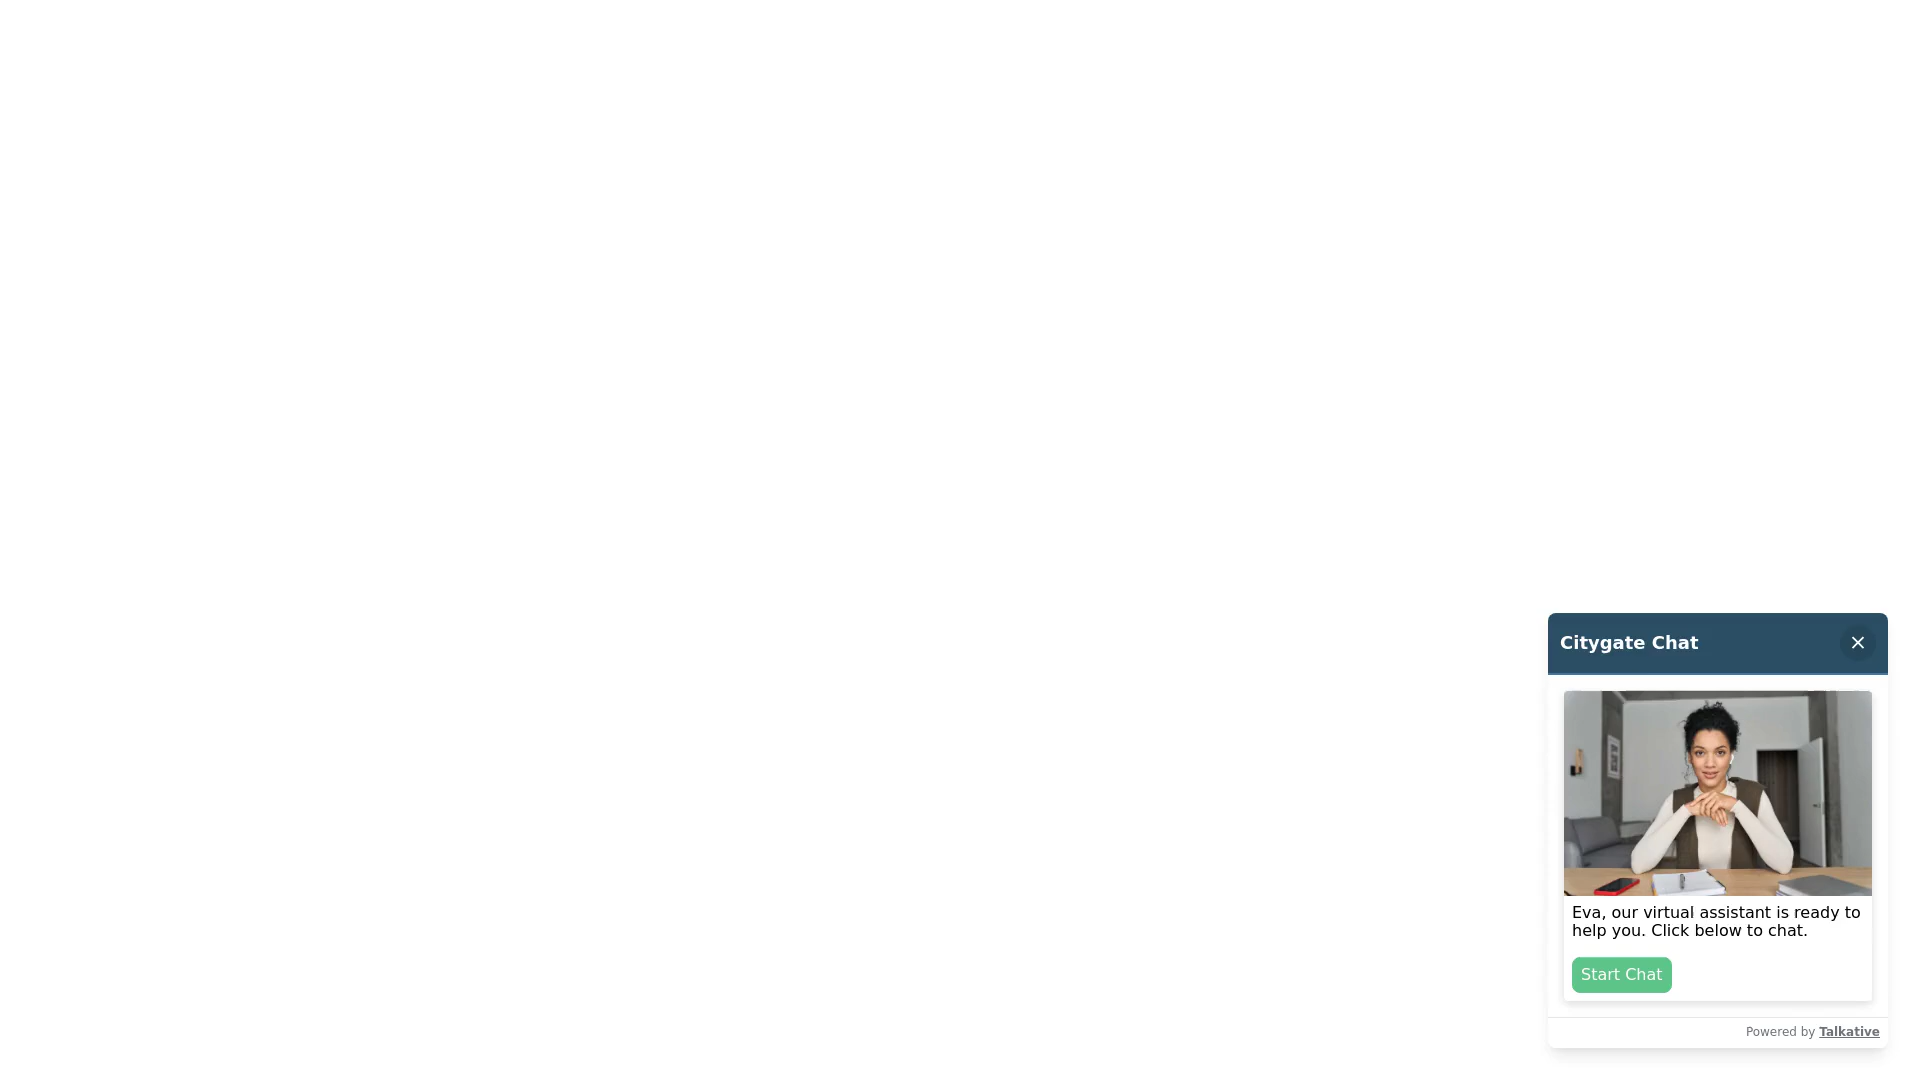 Citygate Chat
Eva, our virtual assistant is ready to
help you. Click below to chat.
Start Chat
Powered by Talkative